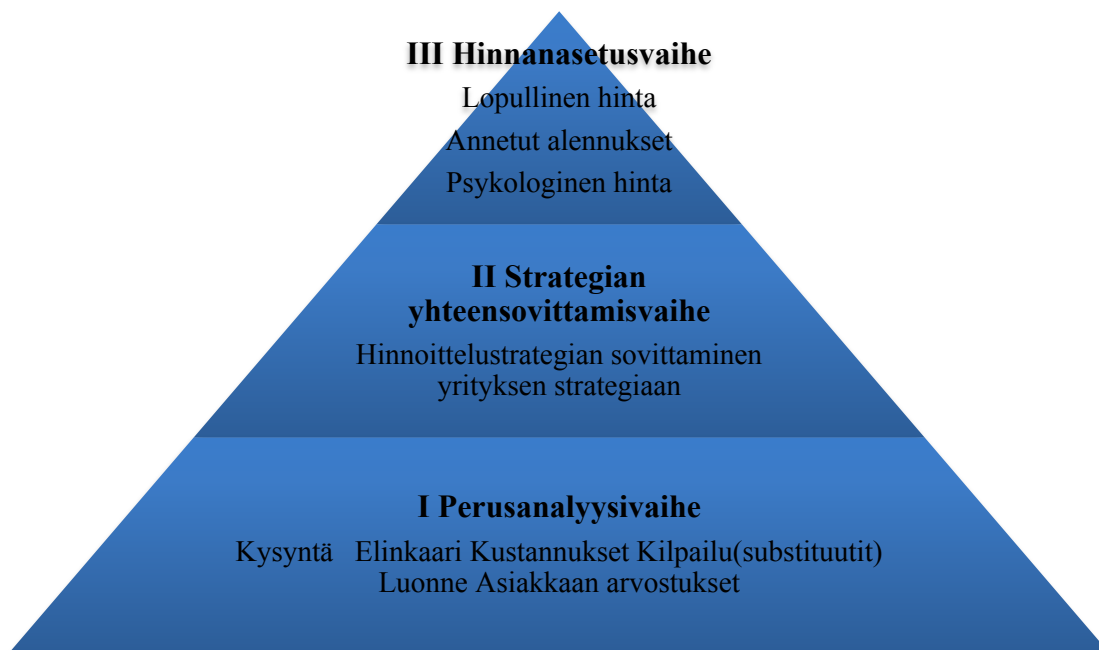 III Hinnanasetusvaihe
Lopullinen hinta
Annetut alennukset
Psykologinen hinta
II Strategian
yhteensovittamisvaihe
Hinnoittelustrategian sovittaminen
yrityksen strategiaan
I Perusanalyysivaihe
Kysyntä Elinkaari Kustannukset Kilpailu(substituutit)
Luonne Asiakkaan arvostukset